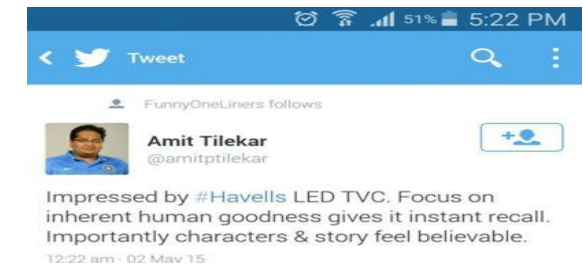 51% 5:22 PM
Tweet
FunnyOneLiners follows
Amit Tilekar
@amitptilekar
Impressed by #Havells LED TVC. Focus on
inherent human goodness gives it instant recall.
Importantly characters & story feel believable.
12:22 am · 02 May 15